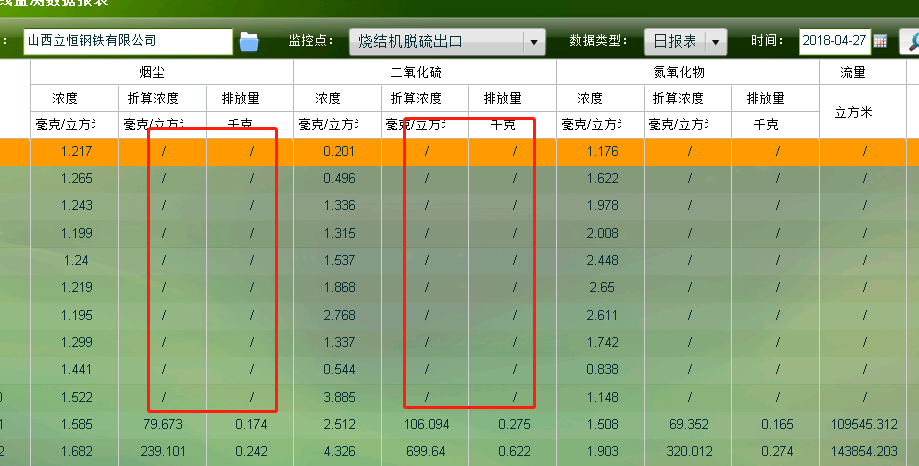 线监测数据报表
： 山西立恒钢铁有限公司 监控点： 烧结机脱硫出口 数据类型： 日报表 时间： 2018-04-27
烟尘 二氧化硫 氮氧化物 流量
浓度 折算浓度 排放量 浓度 折算浓度 排放量 浓度 折算浓度 排放量 立方米
毫克/立方 毫克/立方 千克 毫克/立方 毫克/立方 千克 毫克/立方 毫克/立方 千克
1.217 / / 0.201 / / 1.176 / / /
1.265 / / 0.496 / / 1.622 / / /
1.243 / / 1.336 / / 1.978 / / /
1.199 / / 1.315 / / 2.008 / / /
1.24 / / 1.537 / / 2.448 / / /
1.219 / / 1.868 / / 2.65 / / /
1.195 / / 2.768 / / 2.611 / / /
1.299 / / 1.337 / / 1.742 / / /
1.441 / / 0.544 / / 0.838 / / /
0 1.522 / / 3.885 / / 1.148 / / /
1 1.585 79.673 0.174 2.512 106.094 0.275 1.508 69.352 0.165 109545.312
2 1.682 239.101 0.242 4.326 699.64 0.622 1.903 320.012 0.274 143854.203